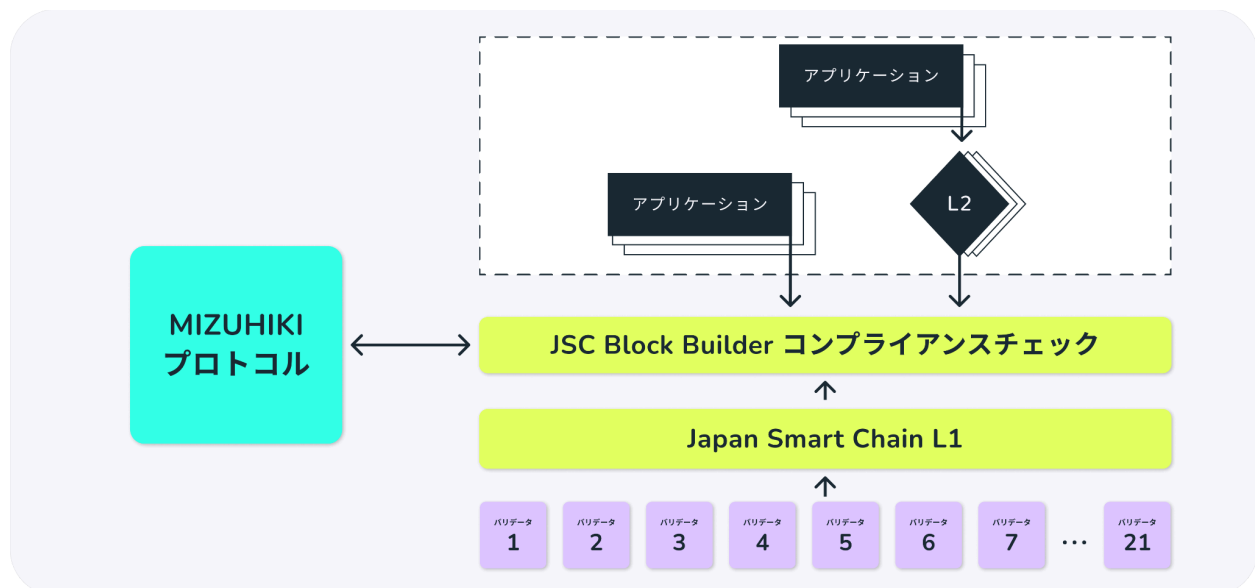 アプリケーション
アプリケーション
L2
MIZUHIKI
プロトコル
JSC Block Builder コンプライアンスチェック
Japan Smart Chain L1
バリデータ
1
バリデータ
2
バリデータ
3
バリデータ
4
バリデータ
5
バリデータ
6
バリデータ
7
...
バリデータ
21